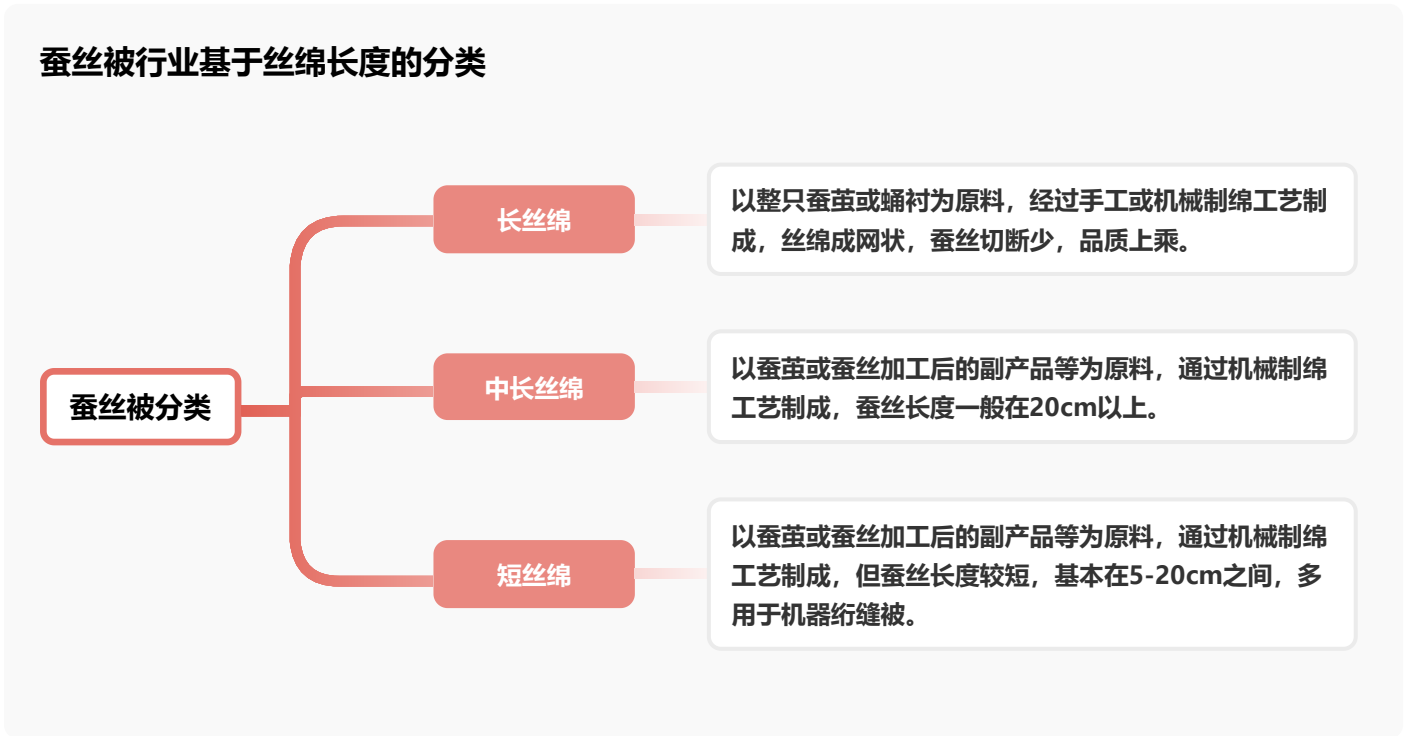 蚕丝被行业基于丝绵长度的分类
长丝绵
以整只蚕茧或蛹衬为原料，经过手工或机械制绵工艺制
成，丝绵成网状，蚕丝切断少，品质上乘。
中长丝绵
以蚕茧或蚕丝加工后的副产品等为原料，通过机械制绵
工艺制成，蚕丝长度一般在20cm以上。
蚕丝被分类
短丝绵
以蚕茧或蚕丝加工后的副产品等为原料，通过机械制绵
工艺制成，但蚕丝长度较短，基本在5-20cm之间，多
用于机器绗缝被。